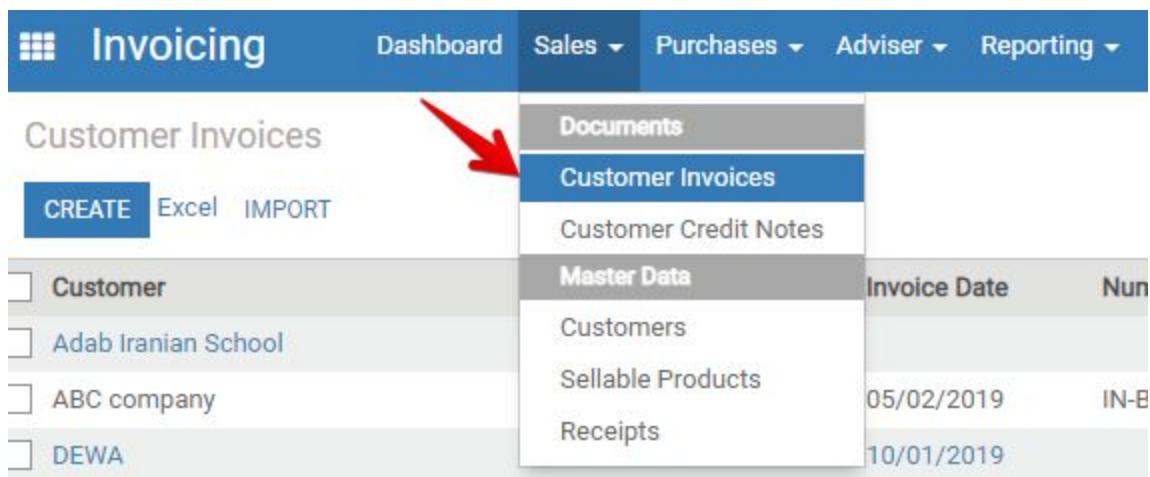 Invoicing Dashboard Sales Purchases Adviser Reporting
Customer Invoices
CREATE Excel IMPORT
Documents
Customer Invoices
Customer Credit Notes
Master Data
Customers
Sellable Products
Receipts
Customer Invoice Date
Adab Iranian School
ABC company 05/02/2019
DEWA 10/01/2019